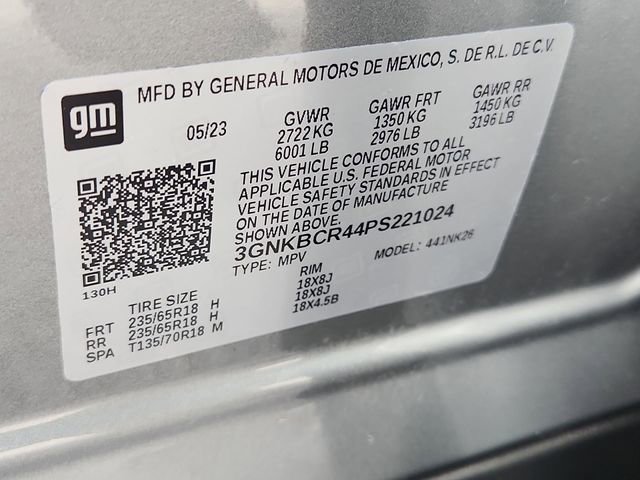 gm
MFD BY GENERAL MOTORS DE MEXICO, S. DE R.L. DE C.V.
05/23 GVWR GAWR FRT GAWR RR
2722 KG 1350 KG 1450 KG
6001 LB 2976 LB 3196 LB
THIS VEHICLE CONFORMS TO ALL
APPLICABLE U.S. FEDERAL MOTOR
VEHICLE SAFETY STANDARDS IN EFFECT
ON THE DATE OF MANUFACTURE
SHOWN ABOVE.
3GNKBCR44PS221024
TYPE: MPV MODEL: 441NK26
130H
TIRE SIZE RIM
FRT 235/65R18 H 18X8J
RR 235/65R18 H 18X8J
SPA T135/70R18 M 18X4.5B